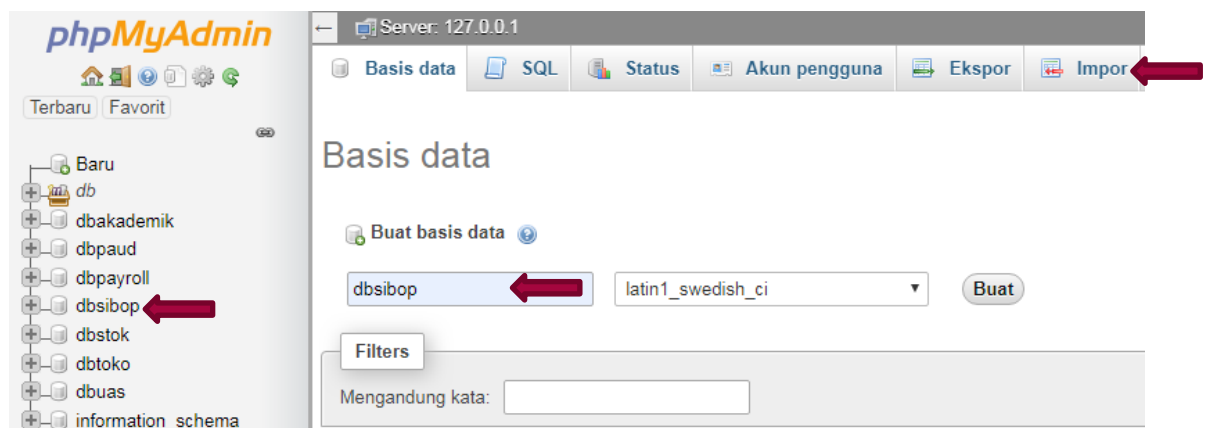 phpMyAdmin
Terbaru Favorit
Baru
db
dbakademik
dbpaud
dbpayroll
dbsibop
dbstok
dbtoko
dbuas
information_schema
Server: 127.0.0.1
Basis data SQL Status Akun pengguna Ekspor Impor
Basis data
Buat basis data
dbsibop latin1_swedish_ci Buat
Filters
Mengandung kata: